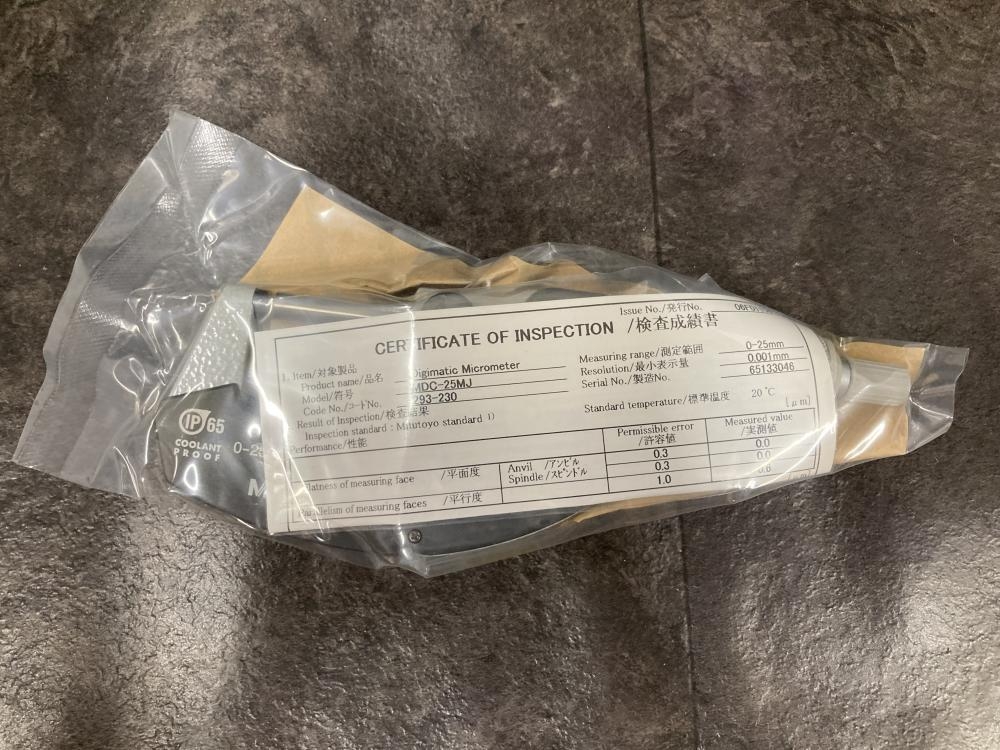 Issue No./発行No.
CERTIFICATE OF INSPECTION /検査成績書
1. Item/対象製品
Product name/品名 Digimatic Micrometer
Model/符号 MDC-25MJ
Code No./コードNo. 293-230
Measuring range/測定範囲 0-25mm
Resolution/最小表示量 0.001mm
Serial No./製造No. 65133046
Result of Inspection/検査結果
Inspection standard : Mitutoyo standard 1)
Standard temperature/標準温度 20℃
Performance/性能
[μm]
Permissible error /許容値
Measured value /実測値
Flatness of measuring face /平面度
Anvil /アンビル 0.3 0.0
Spindle /スピンドル 0.3 0.0
Parallelism of measuring faces /平行度 1.0
IP65
COOLANT
PROOF
M